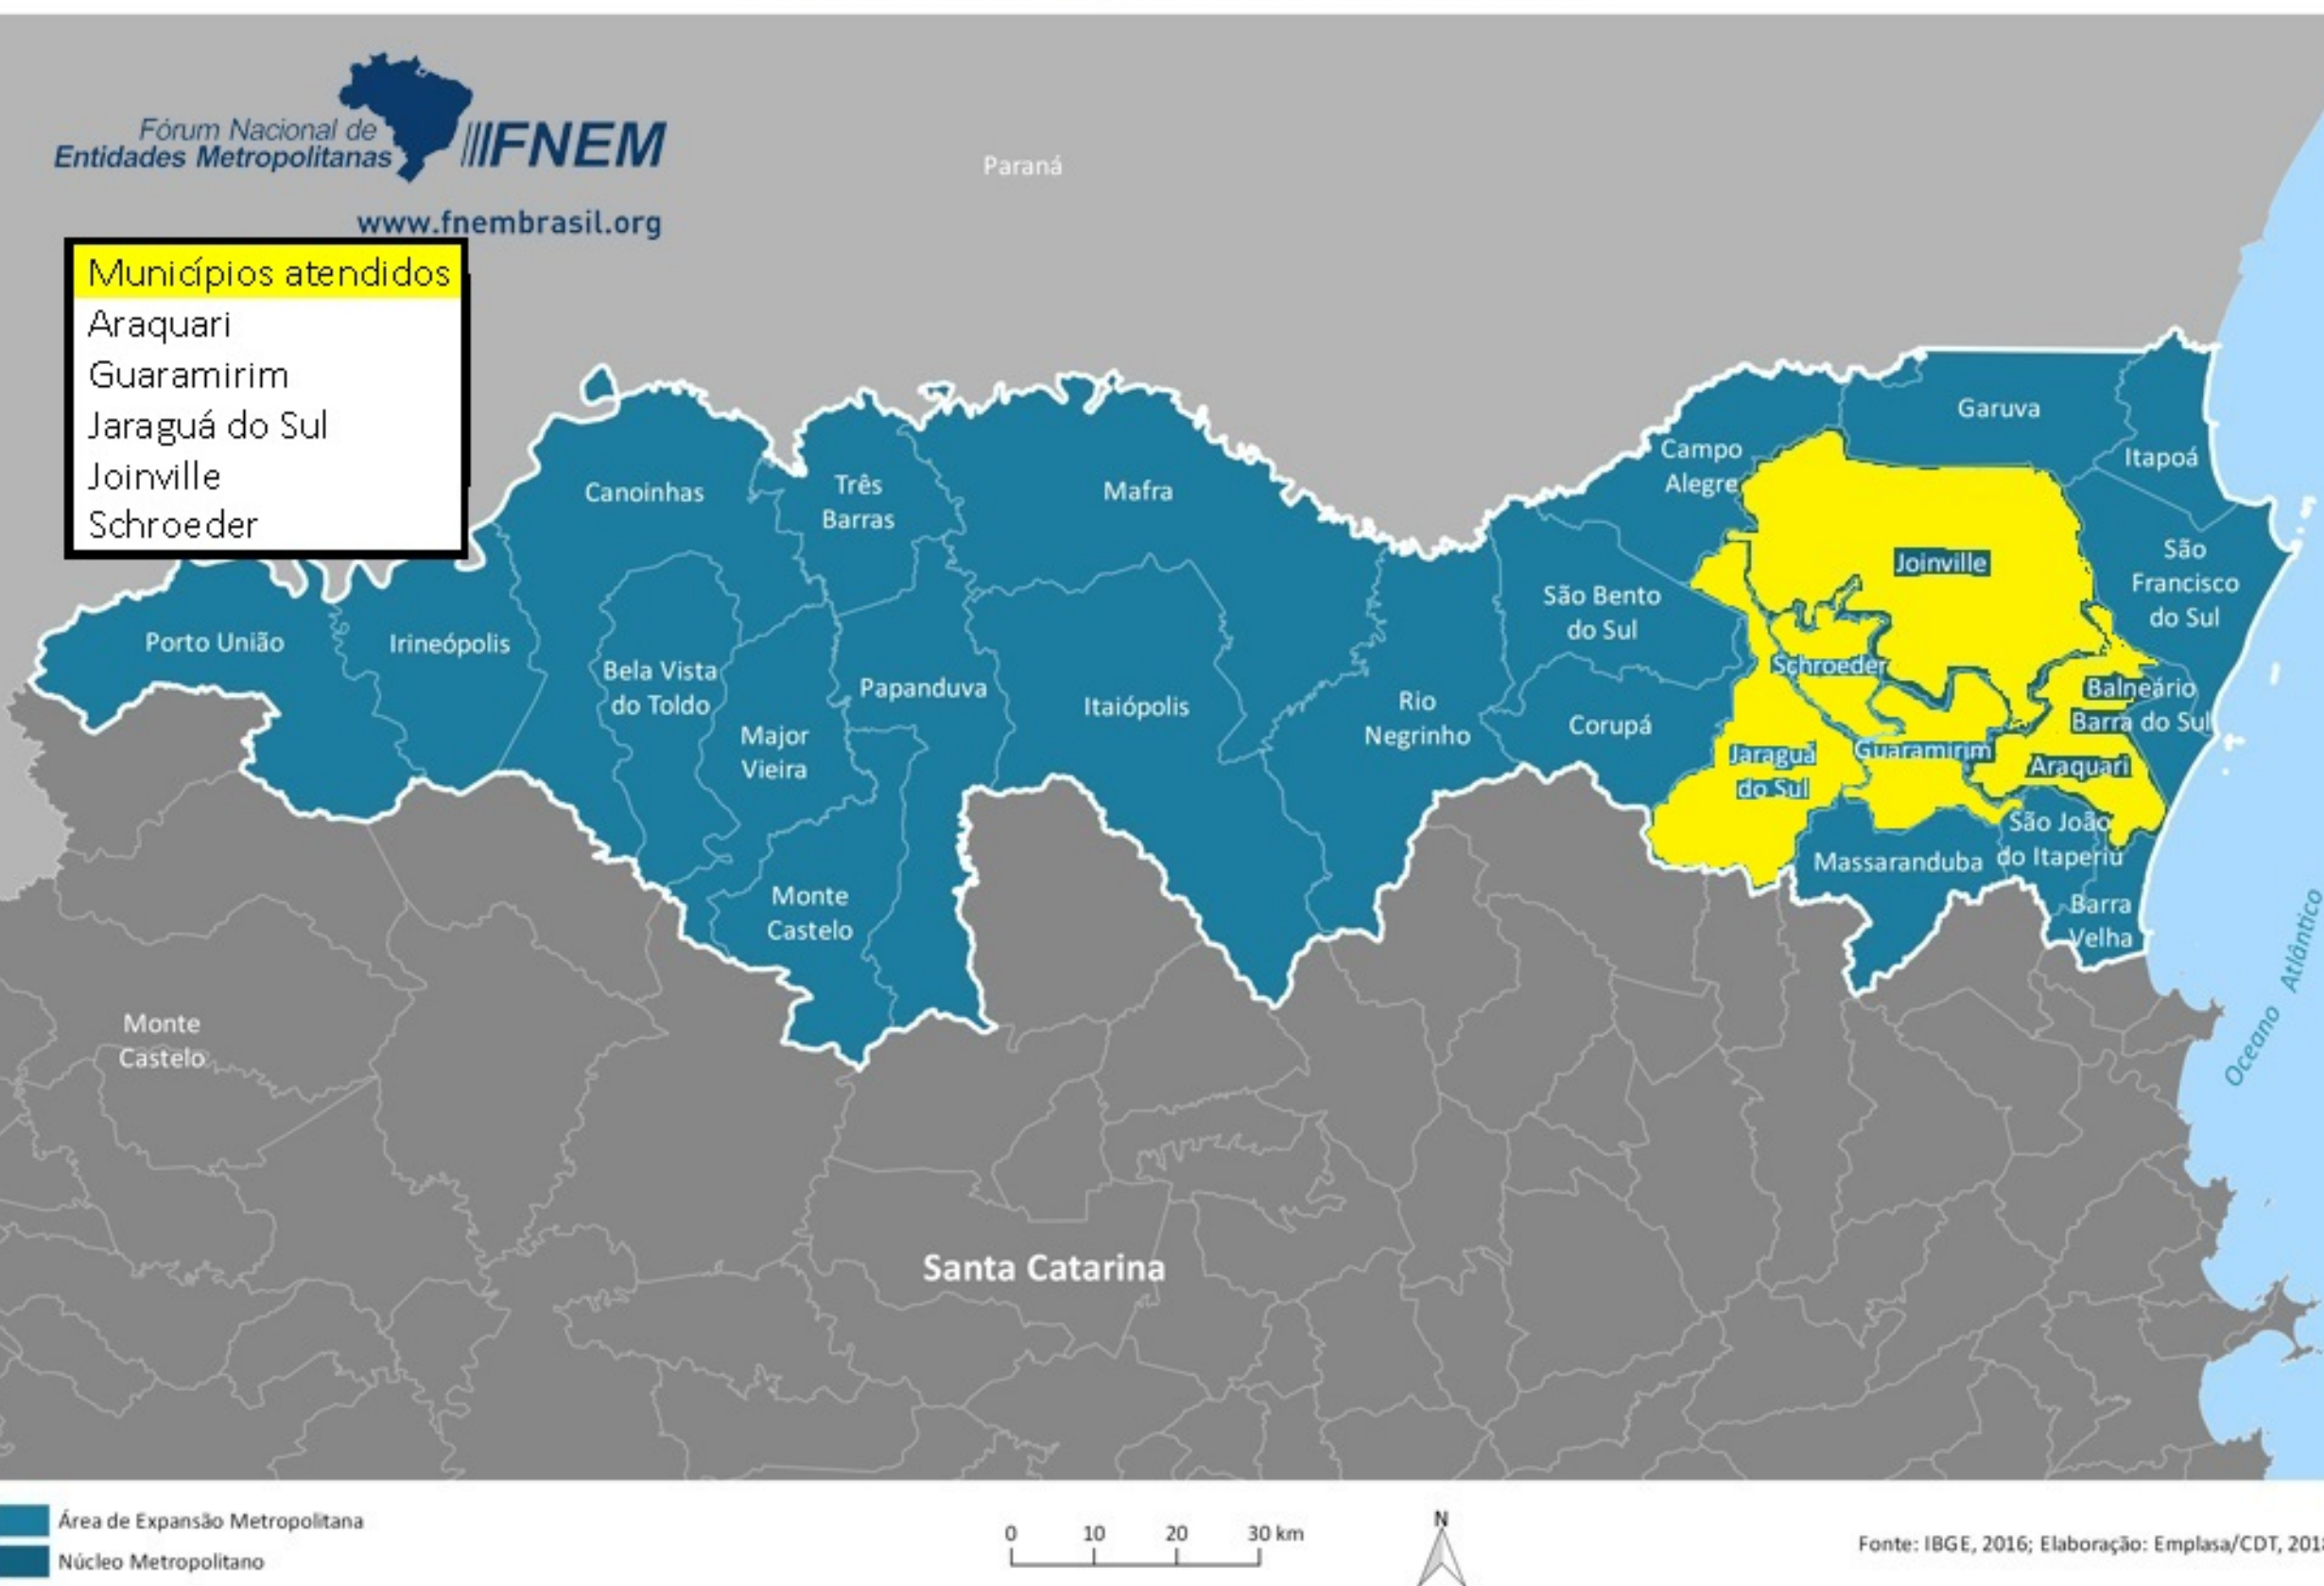 Fórum Nacional de
Entidades Metropolitanas
FNEM
www.fnembrasil.org
Paraná
Municípios atendidos
Araquari
Guaramirim
Jaraguá do Sul
Joinville
Schroeder
Garuva
Itapoá
Campo
Alegre
Canoinhas
Três
Barras
Mafra
Joinville
São
Francisco
do Sul
São Bento
do Sul
Porto União
Irineópolis
Bela Vista
do Toldo
Papanduva
Itaiópolis
Rio
Negrinho
Corupá
Schroeder
Balneário
Barra do Sul
Major
Vieira
Jaraguá
do Sul
Guaramirim
Araquari
São João
do Itaperiú
Massaranduba
Monte
Castelo
Barra
Velha
Oceano Atlântico
Monte
Castelo
Santa Catarina
Área de Expansão Metropolitana
Núcleo Metropolitano
0 10 20 30 km
N
Fonte: IBGE, 2016; Elaboração: Emplasa/CDT, 2018